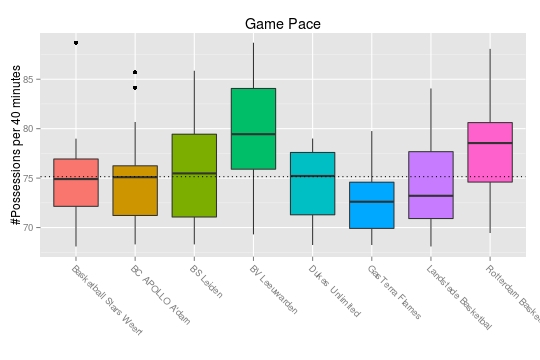 Game Pace
#Possessions per 40 minutes
85
80
75
70
Basketball Stars Weert
BC APOLLO A'dam
BS Leiden
BV Leeuwarden
Dukes Unlimited
GasTerra Flames
Landstede Basketbal
Rotterdam Baske